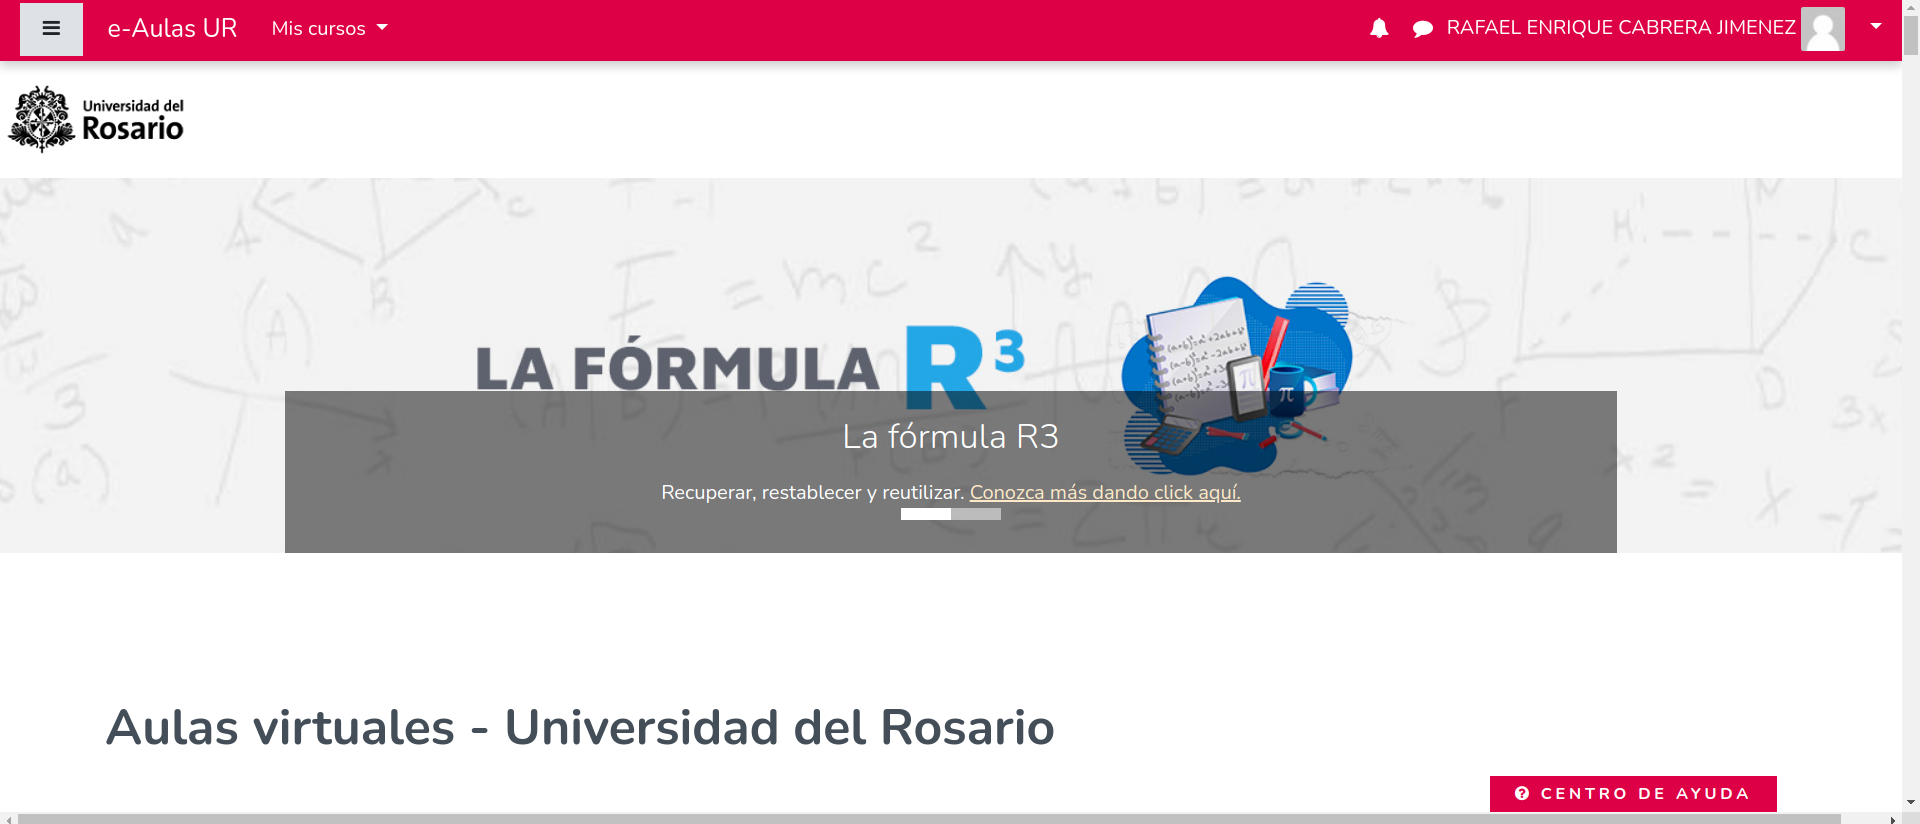 e-Aulas UR Mis cursos RAFAEL ENRIQUE CABRERA JIMENEZ
Universidad del
Rosario
LA FÓRMULA R³
La fórmula R3
Recuperar, restablecer y reutilizar. Conozca más dando click aquí.
Aulas virtuales - Universidad del Rosario
CENTRO DE AYUDA